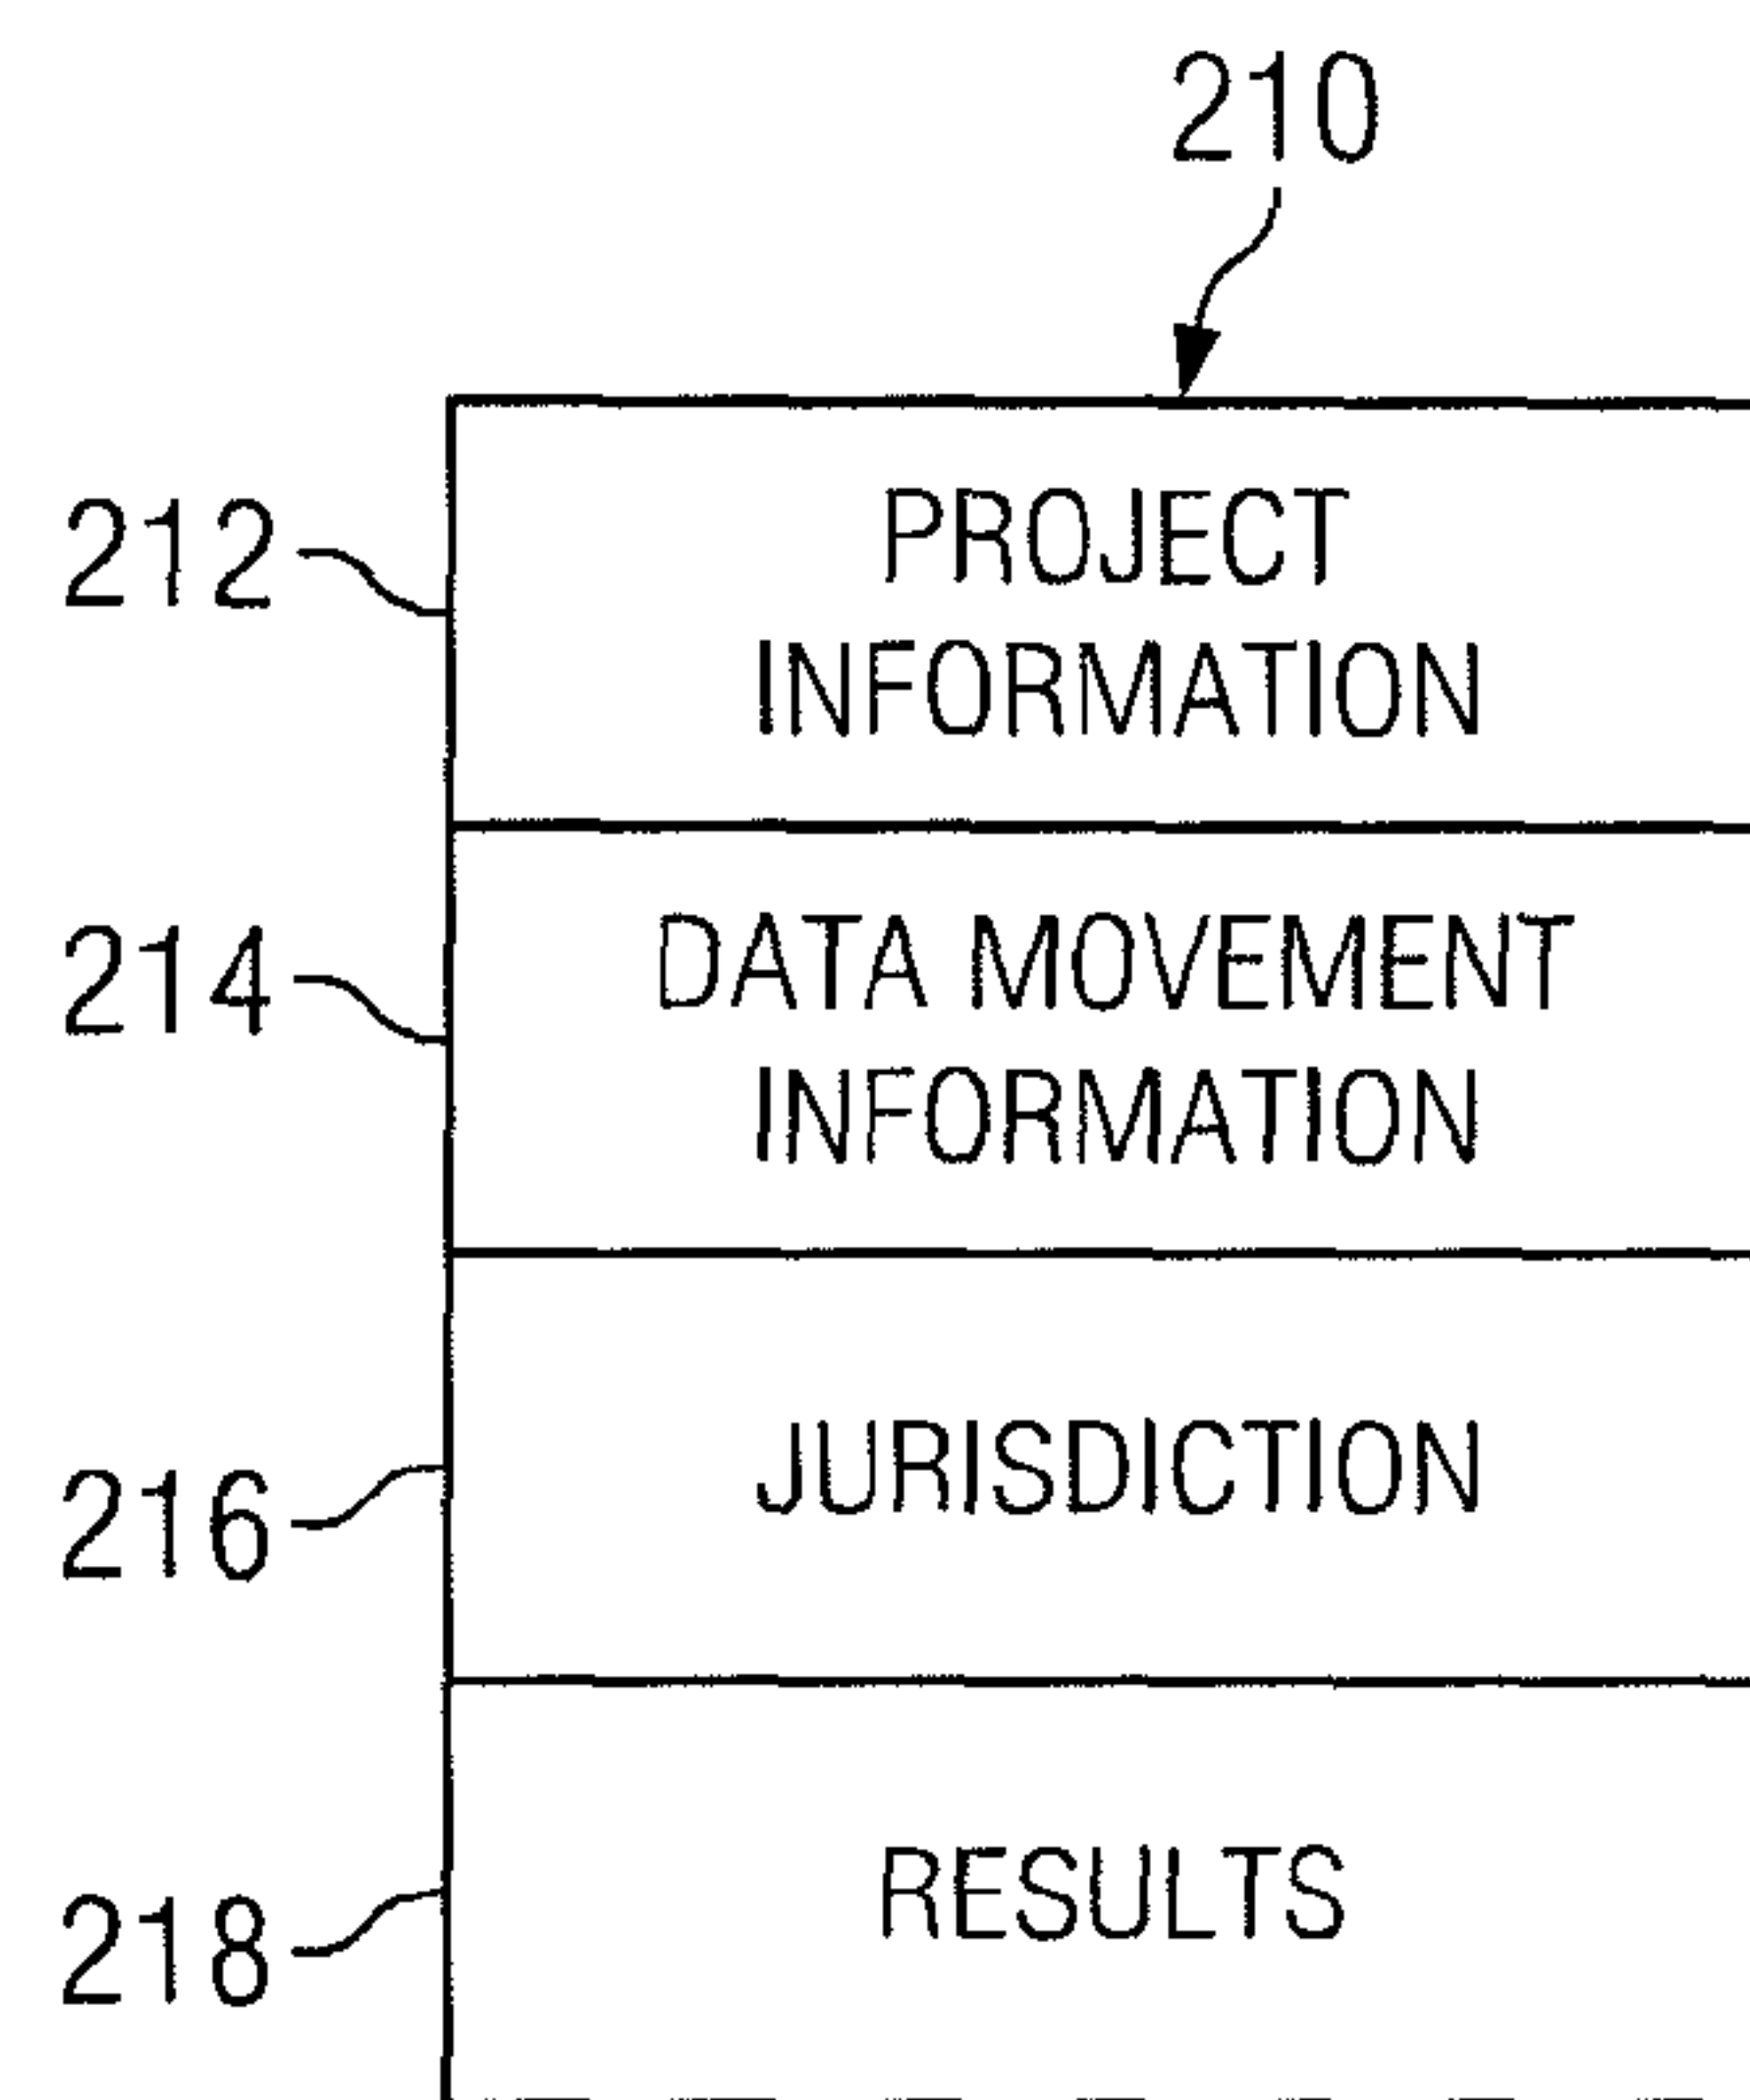 210
212
PROJECT
INFORMATION
214
DATA MOVEMENT
INFORMATION
216
JURISDICTION
218
RESULTS